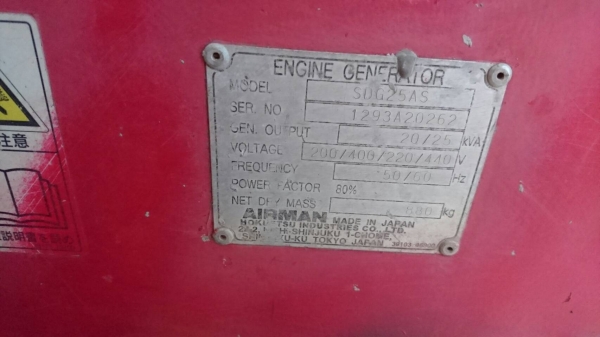 ENGINE GENERATOR
MODEL SDG25AS
SER. NO 1293A20262
GEN. OUTPUT 20/25 kVA
VOLTAGE 200/400/220/440 V
FREQUENCY 50/60 Hz
POWER FACTOR 80%
NET DRY MASS kg
AIRMAN MADE IN JAPAN
INDUSTRIES CO., LTD.
1-CHOME,
TOKYO JAPAN
注意